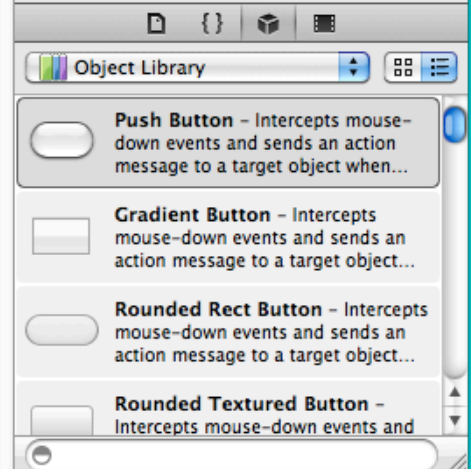 { }
Object Library
Push Button – Intercepts mouse-
down events and sends an action
message to a target object when...
Gradient Button – Intercepts
mouse-down events and sends an
action message to a target object...
Rounded Rect Button – Intercepts
mouse-down events and sends an
action message to a target object...
Rounded Textured Button –
Intercepts mouse-down events and